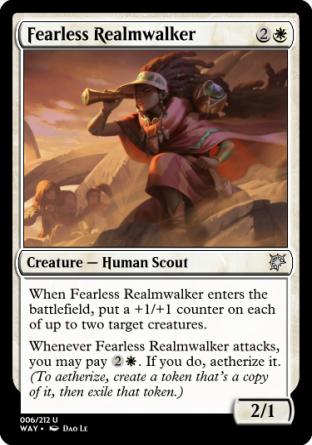 Fearless Realmwalker 2
Creature — Human Scout
When Fearless Realmwalker enters the
battlefield, put a +1/+1 counter on each
of up to two target creatures.
Whenever Fearless Realmwalker attacks,
you may pay 2. If you do, aetherize it.
(To aetherize, create a token that's a copy
of it, then exile that token.)
006/212 U
WAY • Dao Le
2/1